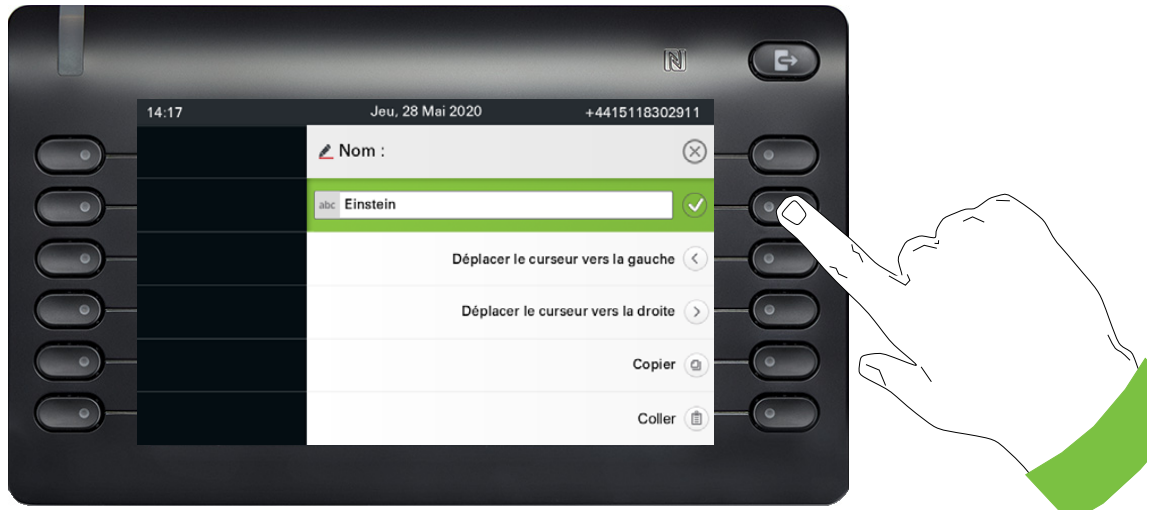 14:17 Jeu, 28 Mai 2020 +4415118302911
Nom :
abc Einstein
Déplacer le curseur vers la gauche
Déplacer le curseur vers la droite
Copier
Coller